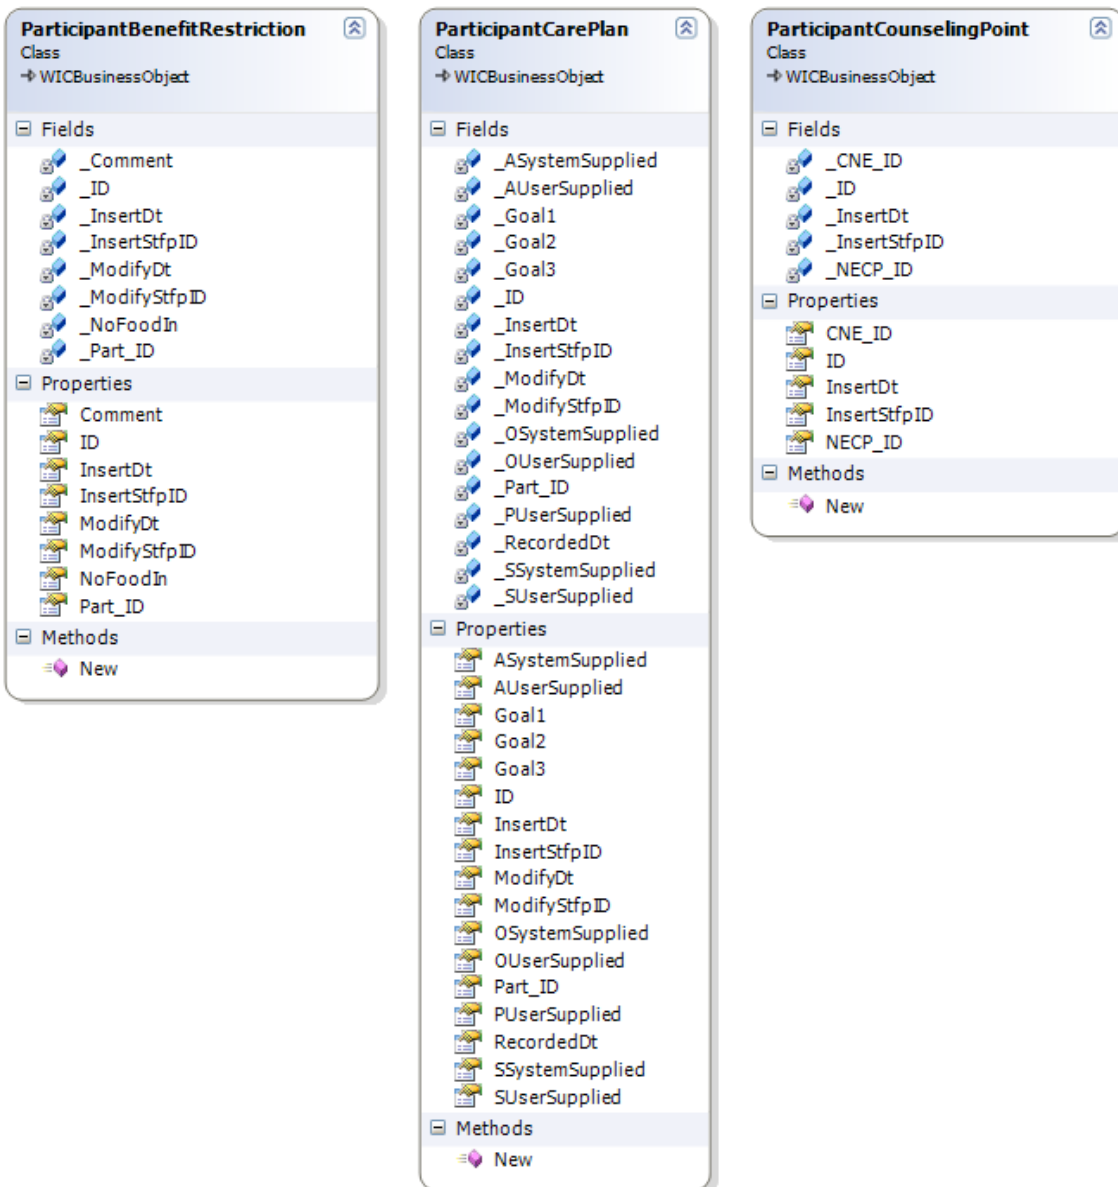 ParticipantBenefitRestriction
Class
WICBusinessObject
Fields
_Comment
_ID
_InsertDt
_InsertStfpID
_ModifyDt
_ModifyStfpID
_NoFoodIn
_Part_ID
Properties
Comment
ID
InsertDt
InsertStfpID
ModifyDt
ModifyStfpID
NoFoodIn
Part_ID
Methods
New
ParticipantCarePlan
Class
WICBusinessObject
Fields
_ASystemSupplied
_AUserSupplied
_Goal1
_Goal2
_Goal3
_ID
_InsertDt
_InsertStfpID
_ModifyDt
_ModifyStfpID
_OSystemSupplied
_OUserSupplied
_Part_ID
_PUserSupplied
_RecordedDt
_SSystemSupplied
_SUserSupplied
Properties
ASystemSupplied
AUserSupplied
Goal1
Goal2
Goal3
ID
InsertDt
InsertStfpID
ModifyDt
ModifyStfpID
OSystemSupplied
OUserSupplied
Part_ID
PUserSupplied
RecordedDt
SSystemSupplied
SUserSupplied
Methods
New
ParticipantCounselingPoint
Class
WICBusinessObject
Fields
_CNE_ID
_ID
_InsertDt
_InsertStfpID
_NECP_ID
Properties
CNE_ID
ID
InsertDt
InsertStfpID
NECP_ID
Methods
New